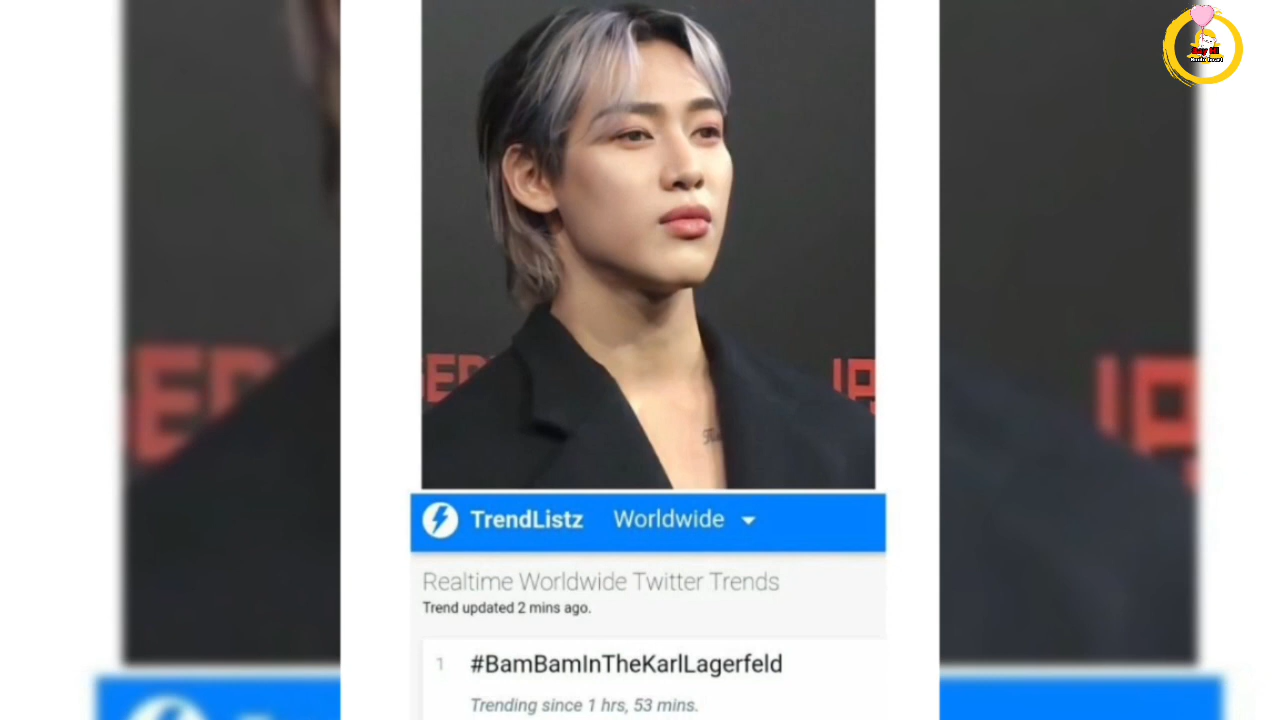 TrendListz Worldwide
Realtime Worldwide Twitter Trends
Trend updated 2 mins ago.
1 #BamBamInTheKarlLagerfeld
Trending since 1 hrs, 53 mins.